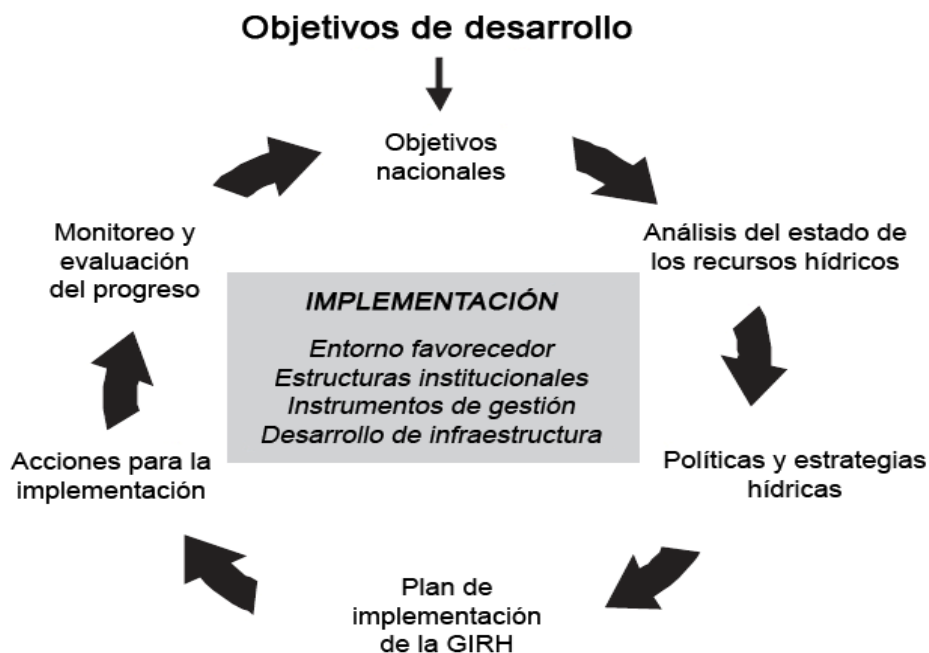 Objetivos de desarrollo
Objetivos
nacionales
Análisis del estado de
los recursos hídricos
Políticas y estrategias
hídricas
Plan de
implementación
de la GIRH
Acciones para la
implementación
Monitoreo y
evaluación
del progreso
IMPLEMENTACIÓN
Entorno favorecedor
Estructuras institucionales
Instrumentos de gestión
Desarrollo de infraestructura